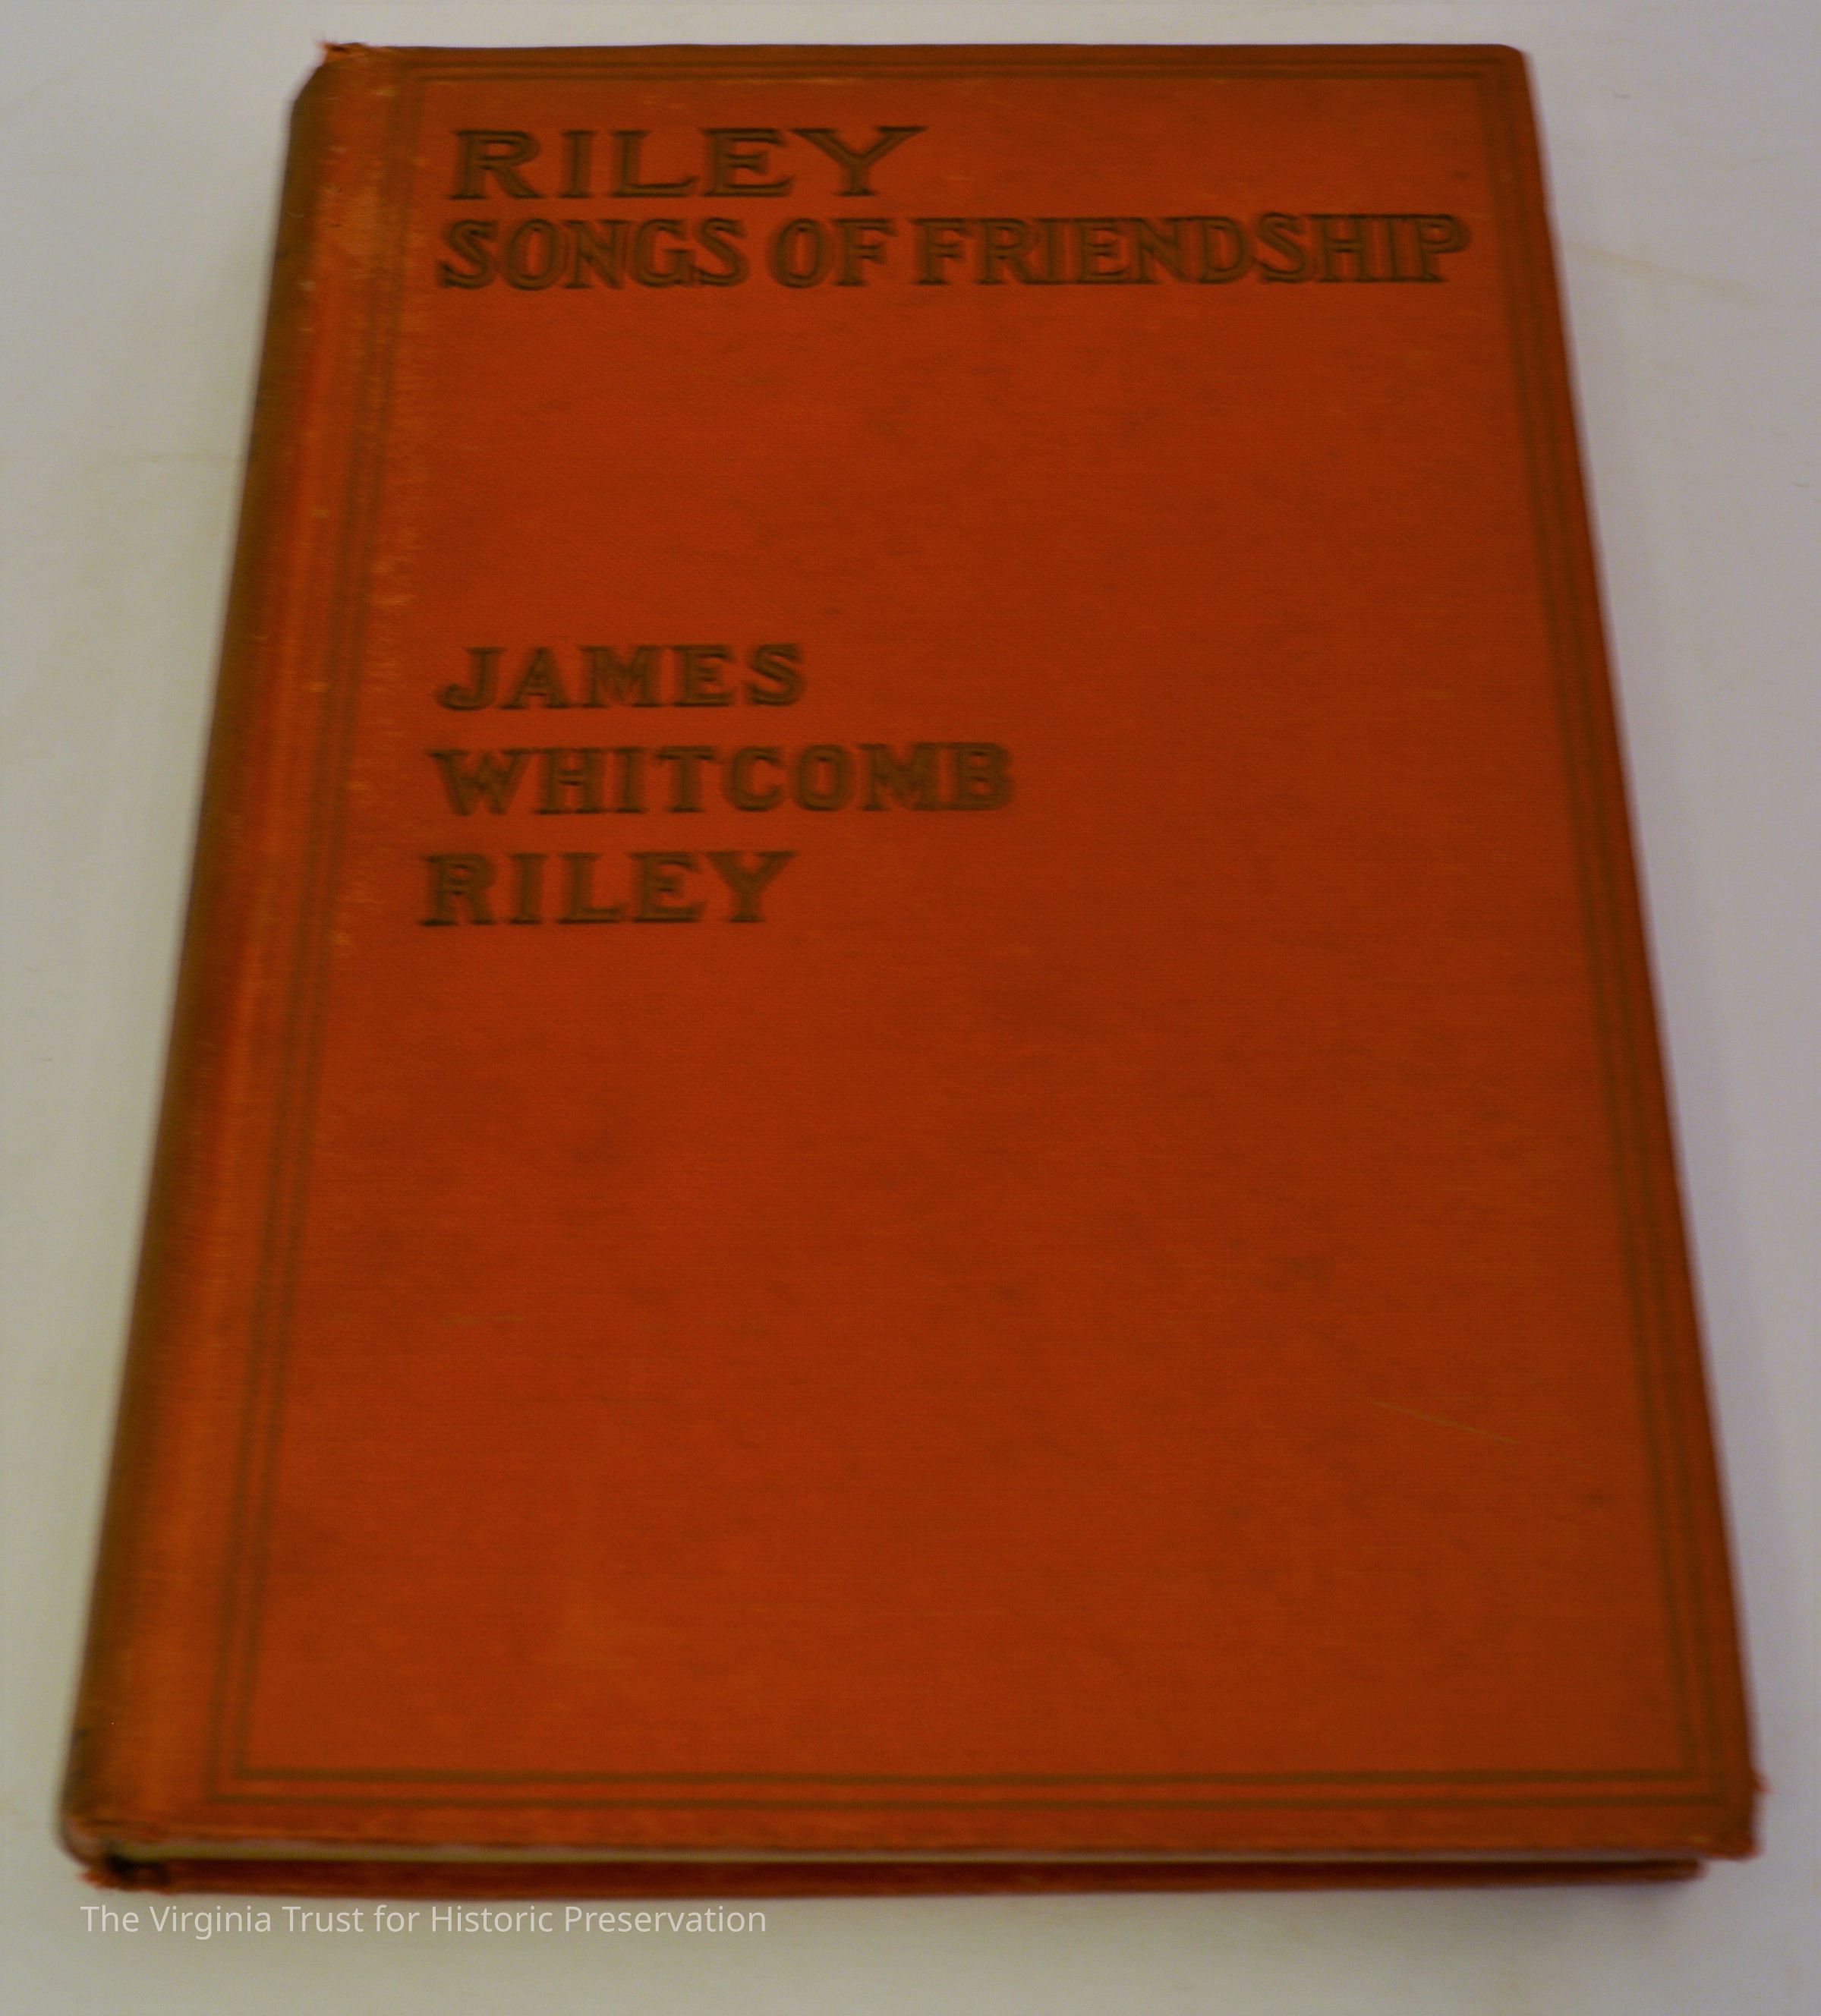 RILEY
SONGS OF FRIENDSHIP
JAMES
WHITCOMB
RILEY
The Virginia Trust for Historic Preservation